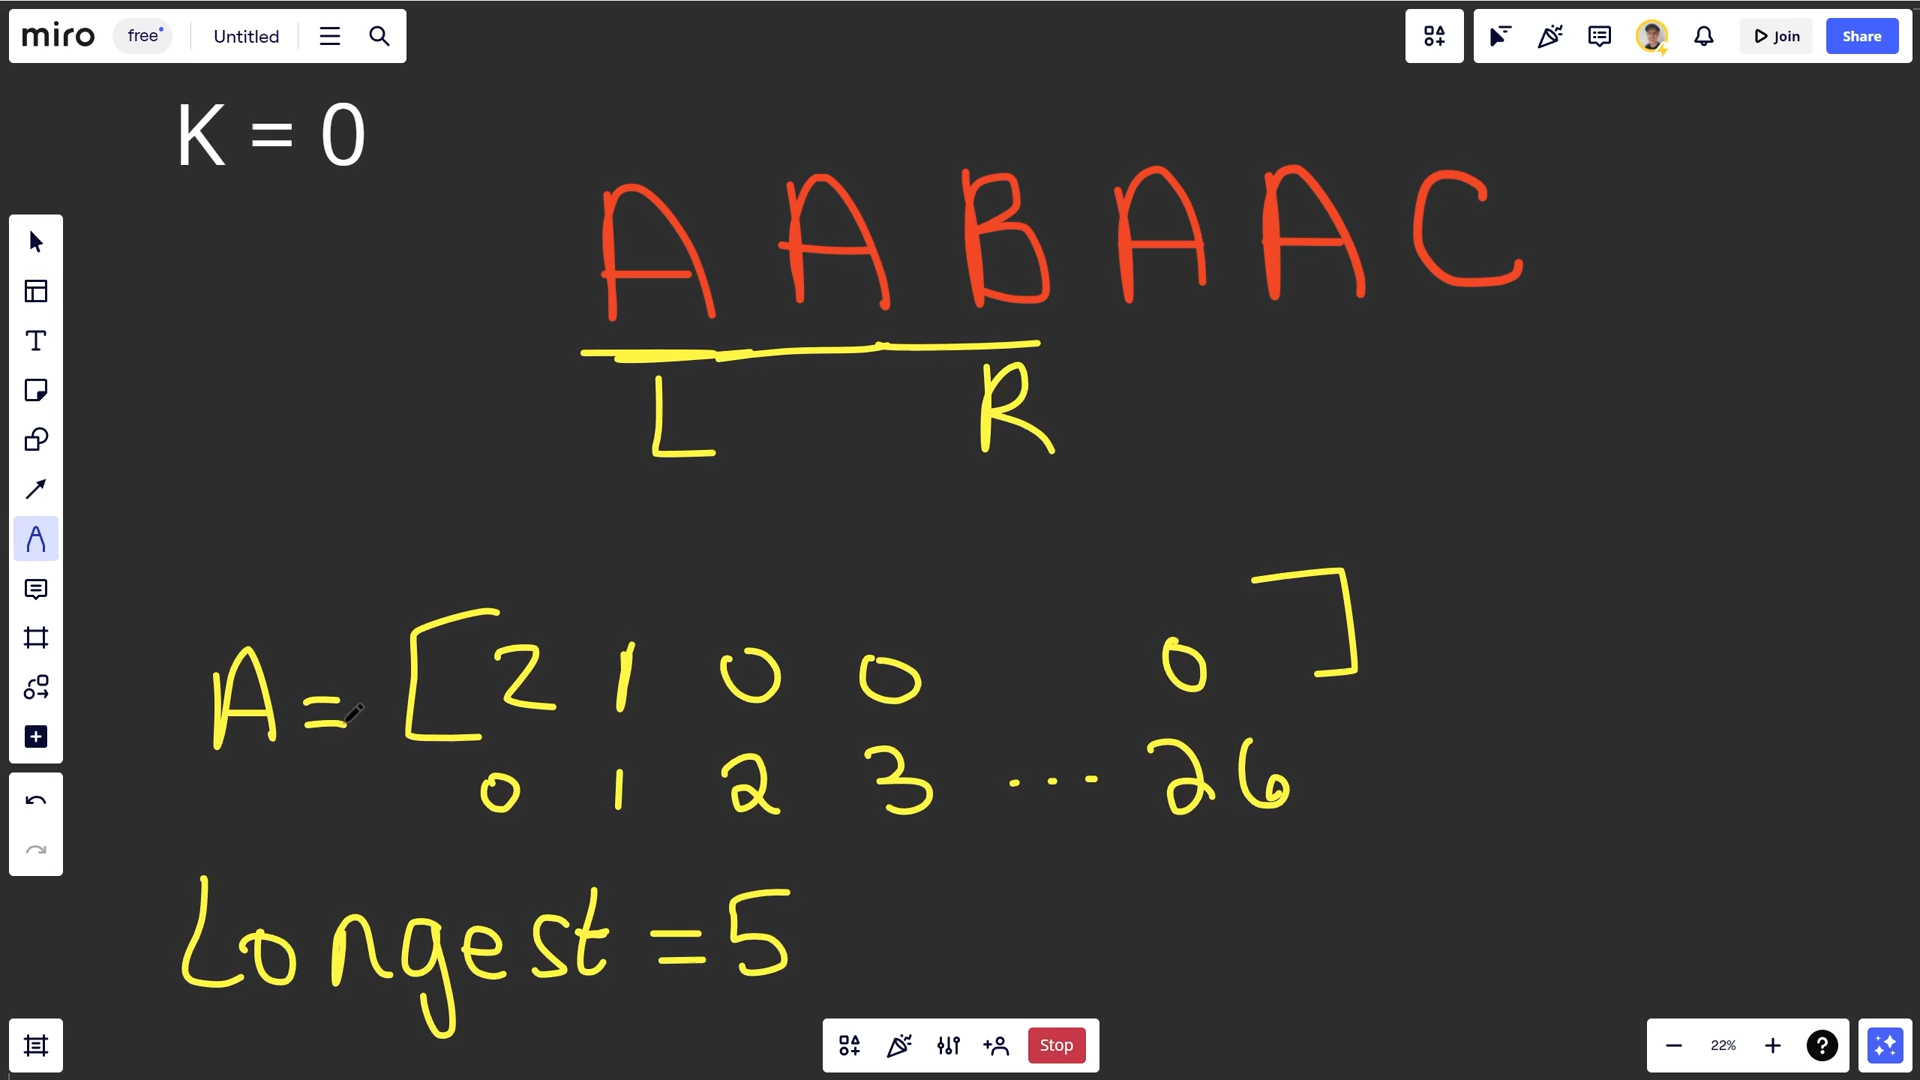 miro free Untitled Join Share
K = 0
A A B A A C
L R
A = [ 2 1 0 0 0 ]
0 1 2 3 ... 26
Longest = 5
Stop
22%